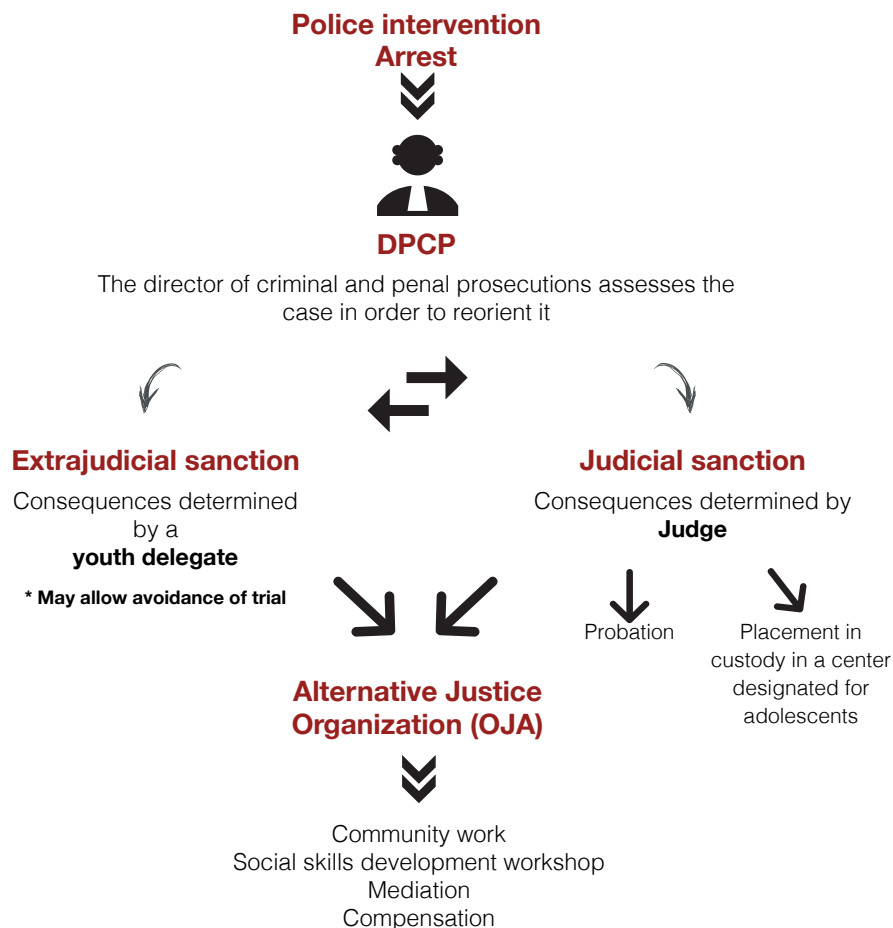 Police intervention
Arrest
DPCP
The director of criminal and penal prosecutions assesses the
case in order to reorient it
Extrajudicial sanction
Consequences determined
by a
youth delegate
* May allow avoidance of trial
Judicial sanction
Consequences determined by
Judge
Probation
Placement in
custody in a center
designated for
adolescents
Alternative Justice
Organization (OJA)
Community work
Social skills development workshop
Mediation
Compensation